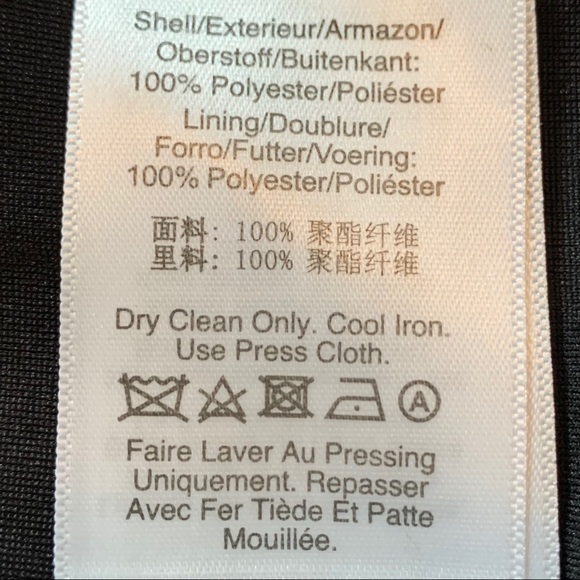 Shell/Exterieur/Armazon/
Oberstoff/Buitenkant:
100% Polyester/Poliéster
Lining/Doublure/
Forro/Futter/Voering:
100% Polyester/Poliéster
面料: 100% 聚酯纤维
里料: 100% 聚酯纤维
Dry Clean Only. Cool Iron.
Use Press Cloth.
A
Faire Laver Au Pressing
Uniquement. Repasser
Avec Fer Tiède Et Patte
Mouillée.